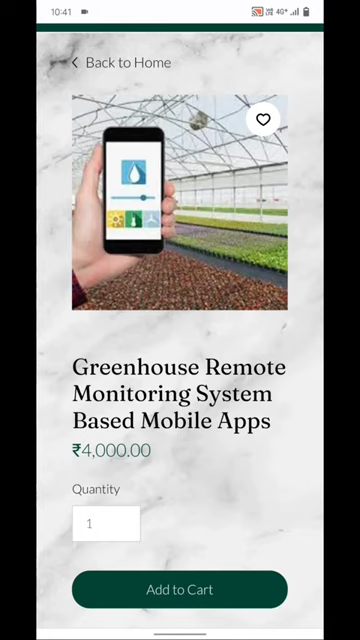 10:41
4G+
Back to Home
Greenhouse Remote
Monitoring System
Based Mobile Apps
₹4,000.00
Quantity
1
Add to Cart